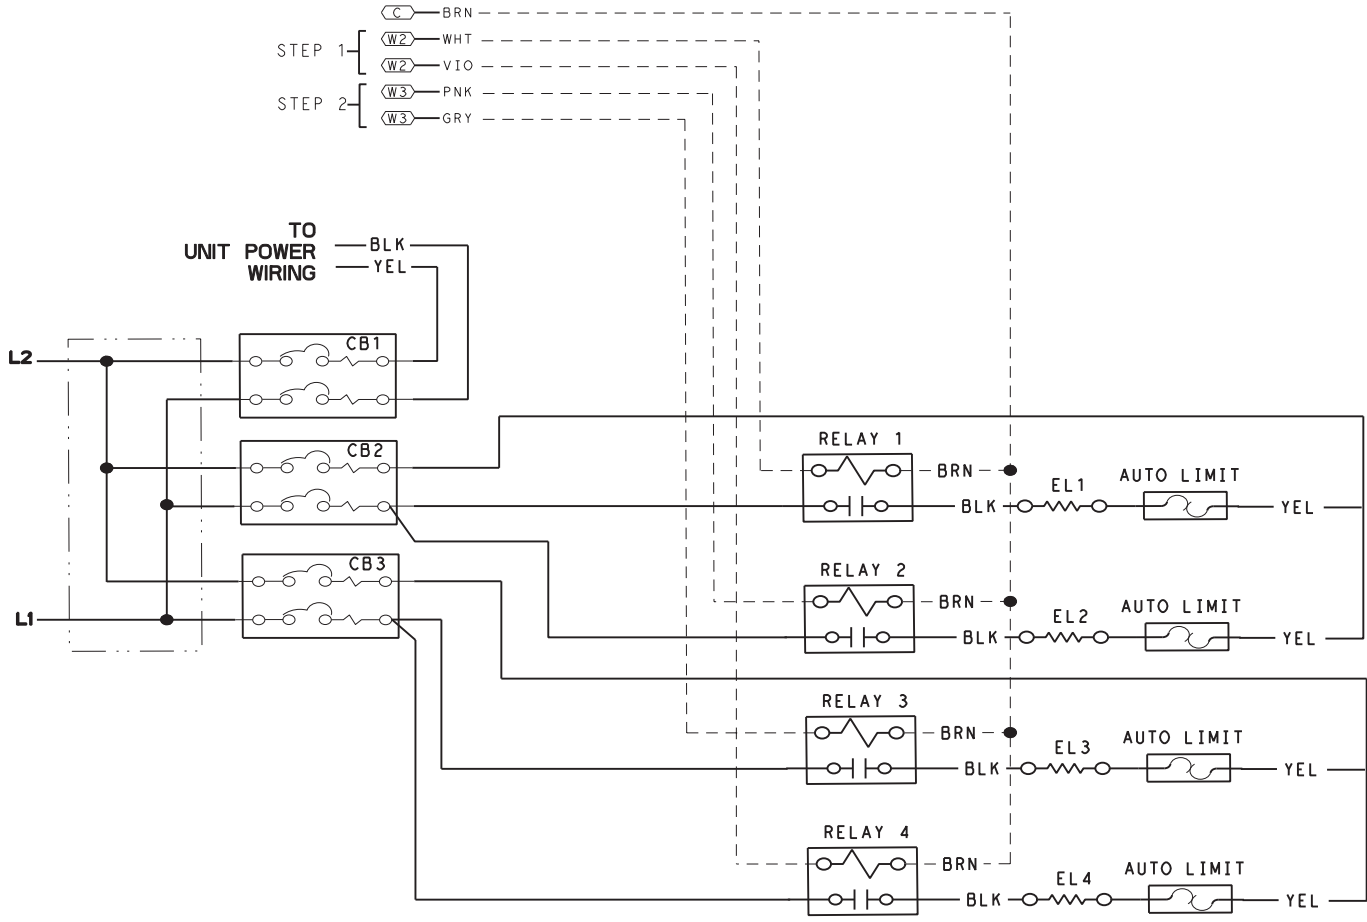 C BRN
STEP 1
W2 WHT
W2 VIO
STEP 2
W3 PNK
W3 GRY
TO
UNIT POWER
WIRING
BLK
YEL
L2
CB1
CB2
CB3
L1
RELAY 1
BRN
BLK
EL1
AUTO LIMIT
YEL
RELAY 2
BRN
BLK
EL2
AUTO LIMIT
YEL
RELAY 3
BRN
BLK
EL3
AUTO LIMIT
YEL
RELAY 4
BRN
BLK
EL4
AUTO LIMIT
YEL